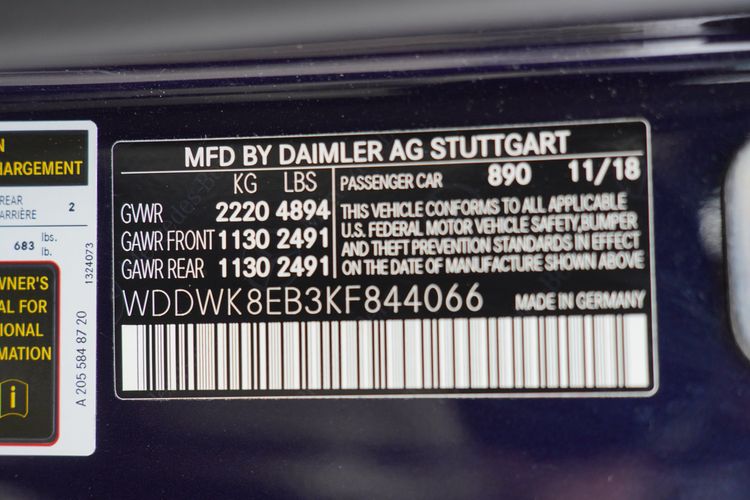 N
HARGEMENT
REAR
ARRIÈRE 2
683 lbs.
lb.
WNER'S
AL FOR
IONAL
MATION
i
1324073
A 205 584 87 20
MFD BY DAIMLER AG STUTTGART
KG LBS
GVWR 2220 4894
GAWR FRONT 1130 2491
GAWR REAR 1130 2491
PASSENGER CAR 890 11/18
THIS VEHICLE CONFORMS TO ALL APPLICABLE
U.S. FEDERAL MOTOR VEHICLE SAFETY, BUMPER
AND THEFT PREVENTION STANDARDS IN EFFECT
ON THE DATE OF MANUFACTURE SHOWN ABOVE
WDDWK8EB3KF844066 MADE IN GERMANY